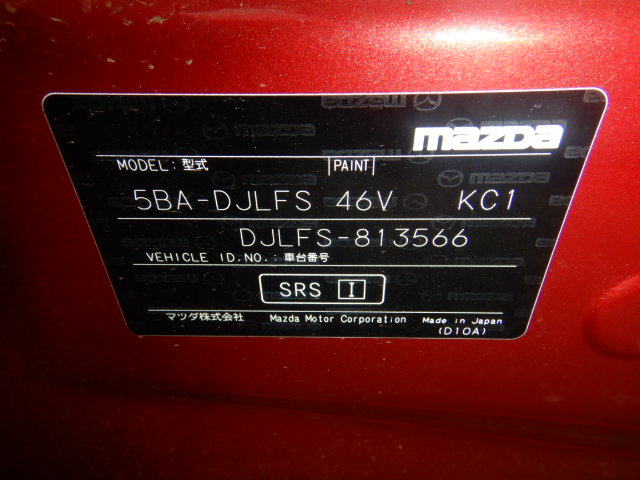 mazda
MODEL: 型式 PAINT
5BA-DJLFS 46V KC1
DJLFS-813566
VEHICLE ID.NO.: 車台番号
SRS I
マツダ株式会社 Mazda Motor Corporation Made in Japan
(D10A)